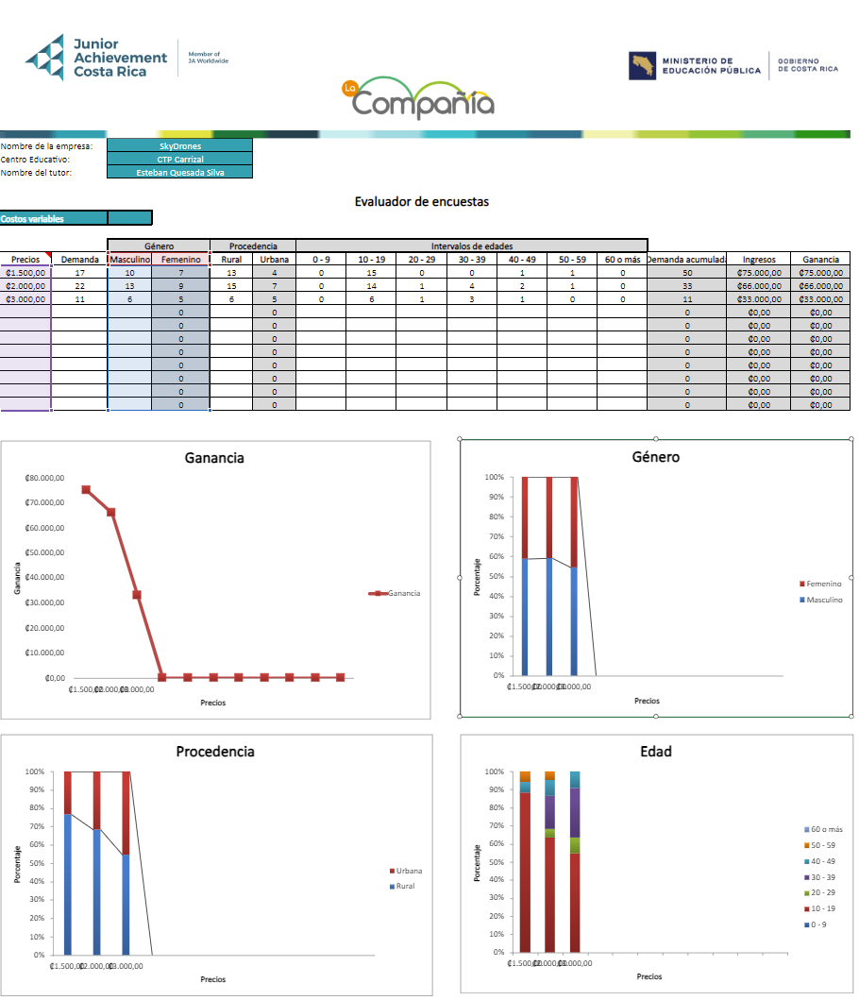 Junior
Achievement
Costa Rica
Member of
JA Worldwide
La
Compañía
MINISTERIO DE
EDUCACIÓN PÚBLICA
GOBIERNO
DE COSTA RICA
Nombre de la empresa: SkyDrones
Centro Educativo: CTP Carrizal
Nombre del tutor: Esteban Quesada Silva
Evaluador de encuestas
Costos variables
Género Procedencia Intervalos de edades
Precios Demanda Masculino Femenino Rural Urbana 0 - 9 10 - 19 20 - 29 30 - 39 40 - 49 50 - 59 60 o más Demanda acumulada Ingresos Ganancia
₡1.500,00 17 10 7 13 4 0 15 0 0 1 1 0 50 ₡75.000,00 ₡75.000,00
₡2.000,00 22 13 9 15 7 0 14 1 4 2 1 0 33 ₡66.000,00 ₡66.000,00
₡3.000,00 11 6 5 6 5 0 6 1 3 1 0 0 11 ₡33.000,00 ₡33.000,00
0 0 0 ₡0,00 ₡0,00
0 0 0 ₡0,00 ₡0,00
0 0 0 ₡0,00 ₡0,00
0 0 0 ₡0,00 ₡0,00
0 0 0 ₡0,00 ₡0,00
0 0 0 ₡0,00 ₡0,00
0 0 0 ₡0,00 ₡0,00
0 0 0 ₡0,00 ₡0,00
Ganancia
₡80.000,00
₡70.000,00
₡60.000,00
₡50.000,00
₡40.000,00
₡30.000,00
₡20.000,00
₡10.000,00
₡0,00
Ganancia
Ganancia
₡1.500,00 ₡2.000,00 ₡3.000,00
Precios
Género
100%
90%
80%
70%
60%
50%
40%
30%
20%
10%
0%
Porcentaje
Femenino
Masculino
₡1.500,00 ₡2.000,00 ₡3.000,00
Precios
Procedencia
100%
90%
80%
70%
60%
50%
40%
30%
20%
10%
0%
Porcentaje
Urbana
Rural
₡1.500,00 ₡2.000,00 ₡3.000,00
Precios
Edad
100%
90%
80%
70%
60%
50%
40%
30%
20%
10%
0%
Porcentaje
60 o más
50 - 59
40 - 49
30 - 39
20 - 29
10 - 19
0 - 9
₡1.500,00 ₡2.000,00 ₡3.000,00
Precios